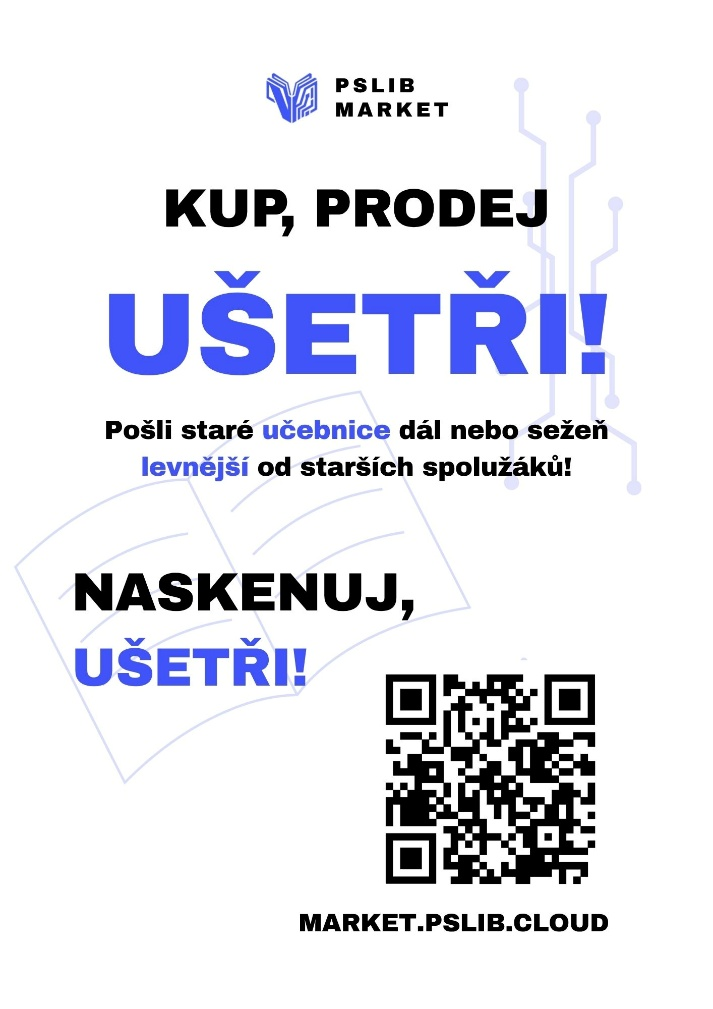 PSLIB
MARKET
KUP, PRODEJ
UŠETŘI!
Pošli staré učebnice dál nebo sežeň
levnější od starších spolužáků!
NASKENUJ,
UŠETŘI!
MARKET.PSLIB.CLOUD